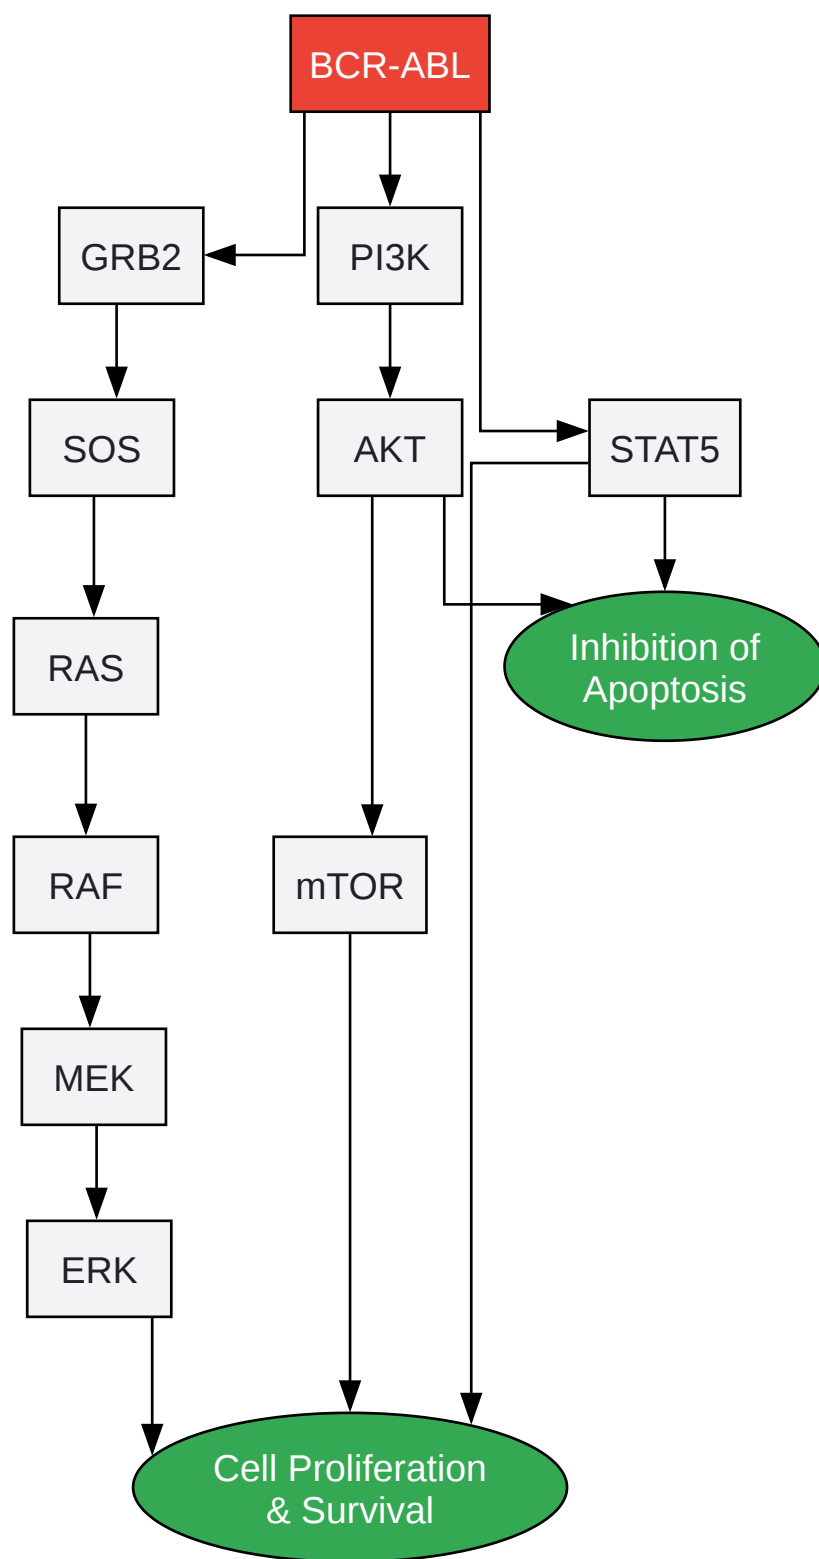 BCR-ABL
GRB2
PI3K
SOS
AKT
STAT5
RAS
Inhibition of
Apoptosis
RAF
mTOR
MEK
ERK
Cell Proliferation
& Survival